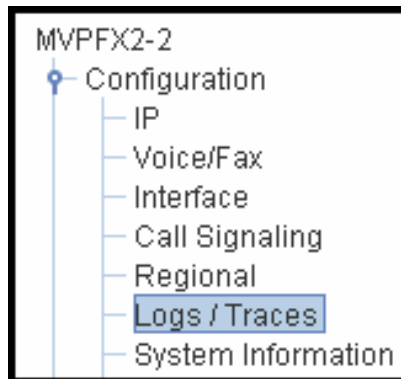 MVPFX2-2
Configuration
IP
Voice/Fax
Interface
Call Signaling
Regional
Logs / Traces
System Information